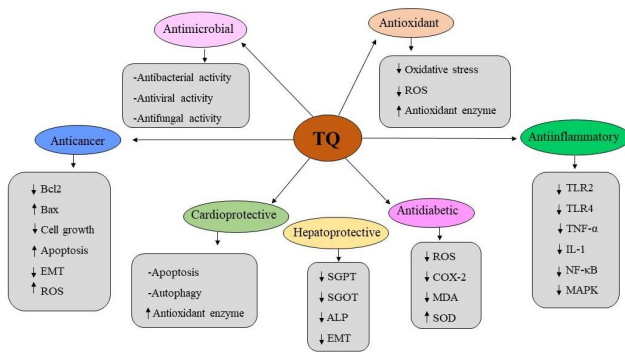 Antimicrobial
-Antibacterial activity
-Antiviral activity
-Antifungal activity
Antioxidant
↓ Oxidative stress
↓ ROS
↑ Antioxidant enzyme
TQ
Anticancer
↓ Bcl2
↑ Bax
↓ Cell growth
↑ Apoptosis
↓ EMT
↑ ROS
Cardioprotective
-Apoptosis
-Autophagy
↑ Antioxidant enzyme
Hepatoprotective
↓ SGPT
↓ SGOT
↓ ALP
↓ EMT
Antidiabetic
↓ ROS
↓ COX-2
↓ MDA
↑ SOD
Antiinflammatory
↓ TLR2
↓ TLR4
↓ TNF-α
↓ IL-1
↓ NF-κB
↓ MAPK